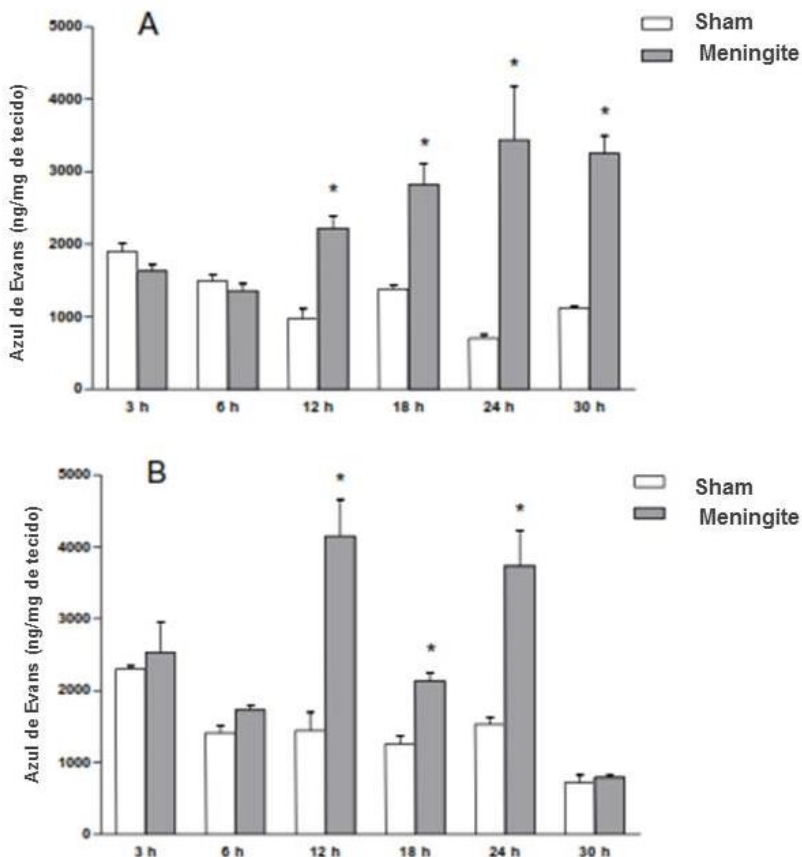 A
Sham
Meningite
Azul de Evans (ng/mg de tecido)
5000
4000
3000
2000
1000
0
*
*
*
*
3 h
6 h
12 h
18 h
24 h
30 h
B
Sham
Meningite
Azul de Evans (ng/mg de tecido)
5000
4000
3000
2000
1000
0
*
*
*
3 h
6 h
12 h
18 h
24 h
30 h